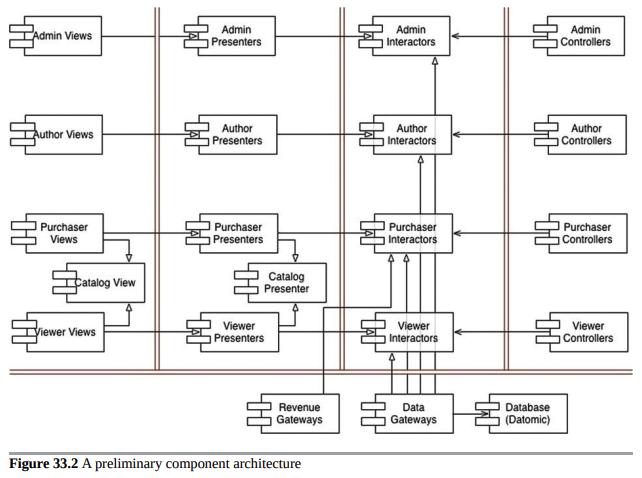 Admin Views
Admin
Presenters
Admin
Interactors
Admin
Controllers
Author Views
Author
Presenters
Author
Interactors
Author
Controllers
Purchaser
Views
Purchaser
Presenters
Purchaser
Interactors
Purchaser
Controllers
Catalog View
Catalog
Presenter
Viewer Views
Viewer
Presenters
Viewer
Interactors
Viewer
Controllers
Revenue
Gateways
Data
Gateways
Database
(Datomic)
Figure 33.2 A preliminary component architecture